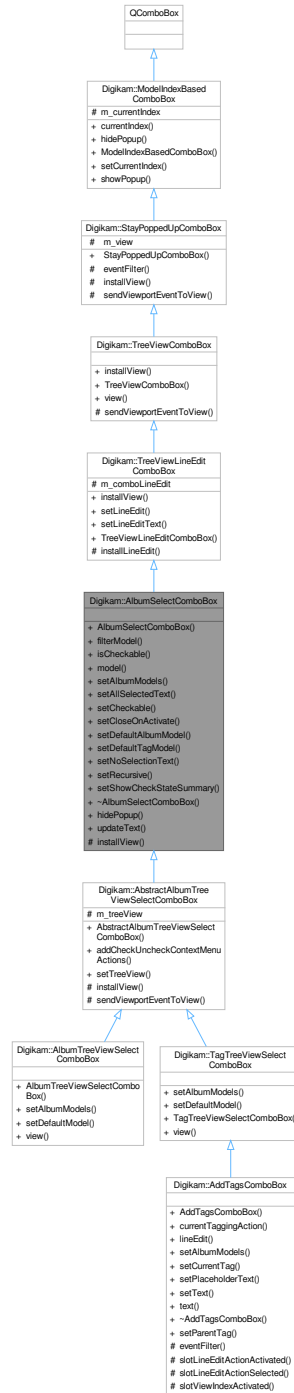 QComboBox
Digikam::ModelIndexBased
ComboBox
# m_currentIndex
+ currentIndex()
+ hidePopup()
+ ModelIndexBasedComboBox()
+ setCurrentIndex()
+ showPopup()
Digikam::StayPoppedUpComboBox
# m_view
+ StayPoppedUpComboBox()
# eventFilter()
# installView()
# sendViewportEventToView()
Digikam::TreeViewComboBox
+ installView()
+ TreeViewComboBox()
+ view()
# sendViewportEventToView()
Digikam::TreeViewLineEdit
ComboBox
# m_comboLineEdit
+ installView()
+ setLineEdit()
+ setLineEditText()
+ TreeViewLineEditComboBox()
# installLineEdit()
Digikam::AlbumSelectComboBox
+ AlbumSelectComboBox()
+ filterModel()
+ isCheckable()
+ model()
+ setAlbumModels()
+ setAllSelectedText()
+ setCheckable()
+ setCloseOnActivate()
+ setDefaultAlbumModel()
+ setDefaultTagModel()
+ setNoSelectionText()
+ setRecursive()
+ setShowCheckStateSummary()
+ ~AlbumSelectComboBox()
+ hidePopup()
+ updateText()
# installView()
Digikam::AbstractAlbumTree
ViewSelectComboBox
# m_treeView
+ AbstractAlbumTreeViewSelect
ComboBox()
+ addCheckUncheckContextMenu
Actions()
+ setTreeView()
# installView()
# sendViewportEventToView()
Digikam::AlbumTreeViewSelect
ComboBox
+ AlbumTreeViewSelectCombo
Box()
+ setAlbumModels()
+ setDefaultModel()
+ view()
Digikam::TagTreeViewSelect
ComboBox
+ setAlbumModels()
+ setDefaultModel()
+ TagTreeViewSelectComboBox()
+ view()
Digikam::AddTagsComboBox
+ AddTagsComboBox()
+ currentTaggingAction()
+ lineEdit()
+ setAlbumModels()
+ setCurrentTag()
+ setPlaceholderText()
+ setText()
+ text()
+ ~AddTagsComboBox()
+ setParentTag()
# eventFilter()
# slotLineEditActionActivated()
# slotLineEditActionSelected()
# slotViewIndexActivated()